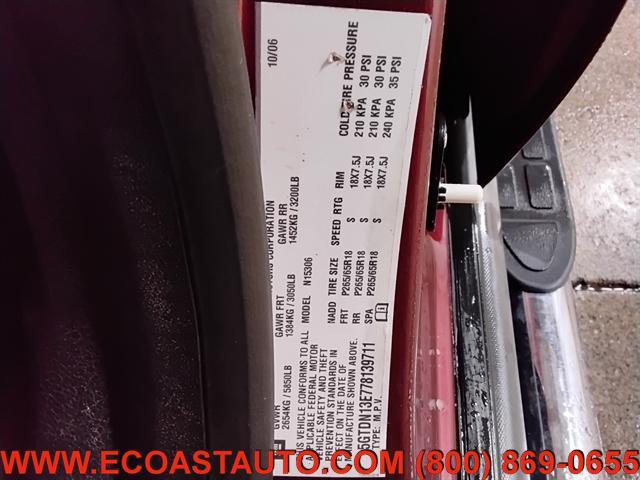 10/06
CORPORATION
GVWR GAWR FRT GAWR RR
2654KG / 5850LB 1384KG / 3050LB 1452KG / 3200LB
THIS VEHICLE CONFORMS TO ALL
APPLICABLE FEDERAL MOTOR
VEHICLE SAFETY AND THEFT
PREVENTION STANDARDS IN
EFFECT ON THE DATE OF
MANUFACTURE SHOWN ABOVE.
5GTDN13E778139711
TYPE: M.P.V.
MODEL N15306
NADD TIRE SIZE SPEED RTG RIM COLD TIRE PRESSURE
FRT P265/65R18 S 18X7.5J 210 KPA 30 PSI
RR P265/65R18 S 18X7.5J 210 KPA 30 PSI
SPA P265/65R18 S 18X7.5J 240 KPA 35 PSI
WWW.ECOASTAUTO.COM (800) 869-0655